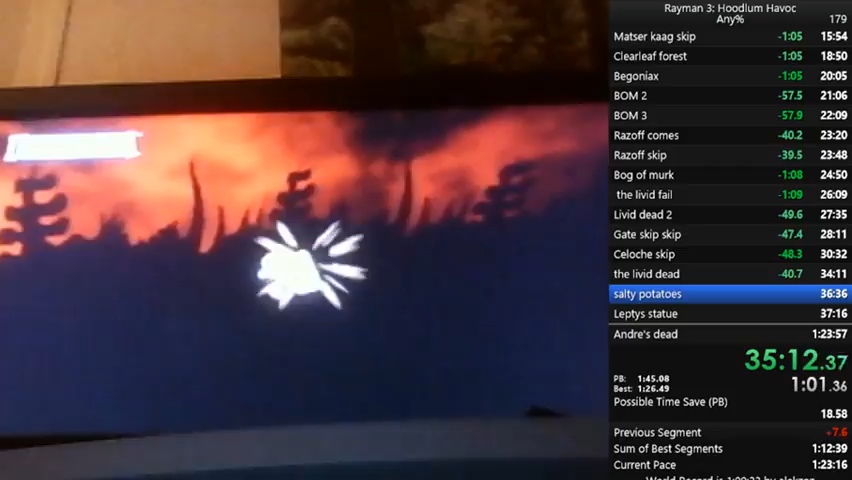 Rayman 3: Hoodlum Havoc
Any% 179
Matser kaag skip -1:05 15:54
Clearleaf forest -1:05 18:50
Begoniax -1:05 20:05
BOM 2 -57.5 21:06
BOM 3 -57.9 22:09
Razoff comes -40.2 23:20
Razoff skip -39.5 23:48
Bog of murk -1:08 24:50
the livid fail -1:09 26:09
Livid dead 2 -49.6 27:35
Gate skip skip -47.4 28:11
Celoche skip -48.3 30:32
the livid dead -40.7 34:11
salty potatoes 36:36
Leptys statue 37:16
Andre's dead 1:23:57
35:12.37
PB: 1:45.08
Best: 1:26.49
1:01.36
Possible Time Save (PB)
18.58
Previous Segment +7.6
Sum of Best Segments 1:12:39
Current Pace 1:23:16
World Record is